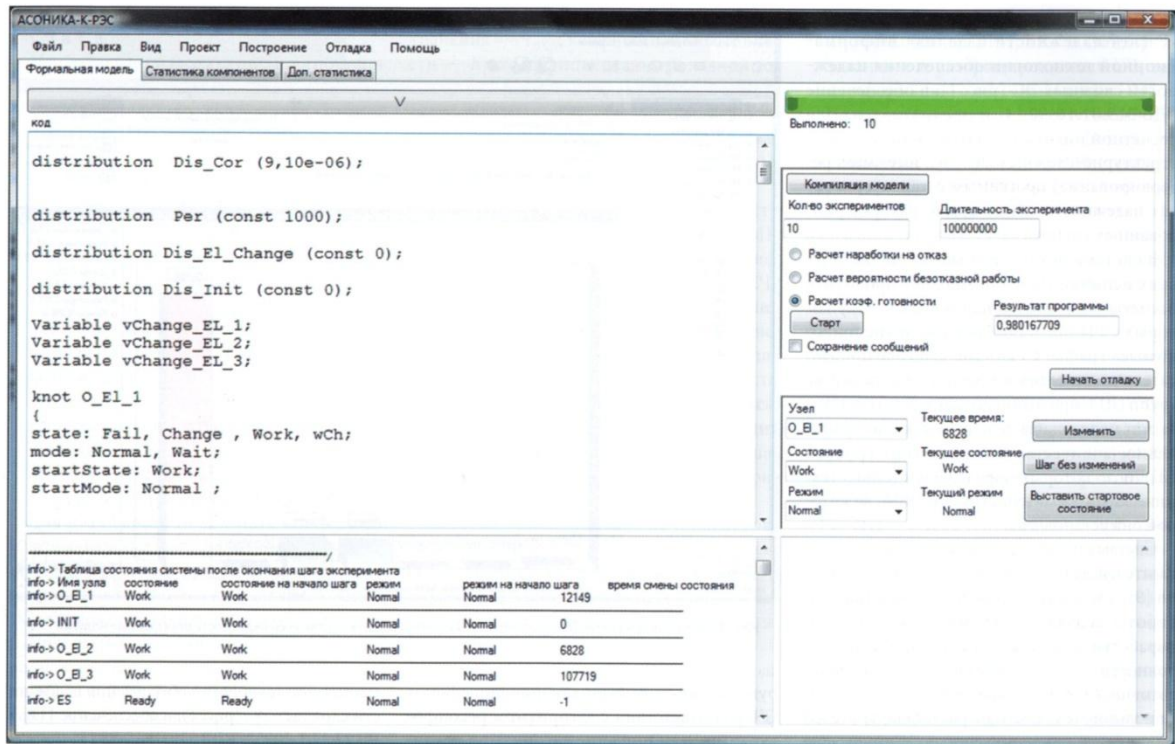 АСОНИКА-К-РЭС
Файл Правка Вид Проект Построение Отладка Помощь
Формальная модель Статистика компонентов Доп. статистика
V
код
distribution Dis_Cor (9,10e-06);
distribution Per (const 1000);
distribution Dis_El_Change (const 0);
distribution Dis_Init (const 0);
Variable vChange_EL_1;
Variable vChange_EL_2;
Variable vChange_EL_3;
knot O_El_1
{
state: Fail, Change , Work, wCh;
mode: Normal, Wait;
startState: Work;
startMode: Normal ;
Выполнено: 10
Компиляция модели
Кол-во экспериментов Длительность эксперимента
10 100000000
Расчет наработки на отказ
Расчет вероятности безотказной работы
Расчет коэф. готовности Результат программы
Старт 0,980167709
Сохранение сообщений
Начать отладку
Узел Текущее время:
O_El_1 6828 Изменить
Состояние Текущее состояние
Work Work Шаг без изменений
Режим Текущий режим Выставить стартовое
Normal Normal состояние
info-> Таблица состояния системы после окончания шага эксперимента
info-> Имя узла состояние состояние на начало шага режим режим на начало шага время смены состояния
info-> O_El_1 Work Work Normal Normal 12149
info-> INIT Work Work Normal Normal 0
info-> O_El_2 Work Work Normal Normal 6828
info-> O_El_3 Work Work Normal Normal 107719
info-> ES Ready Ready Normal Normal -1